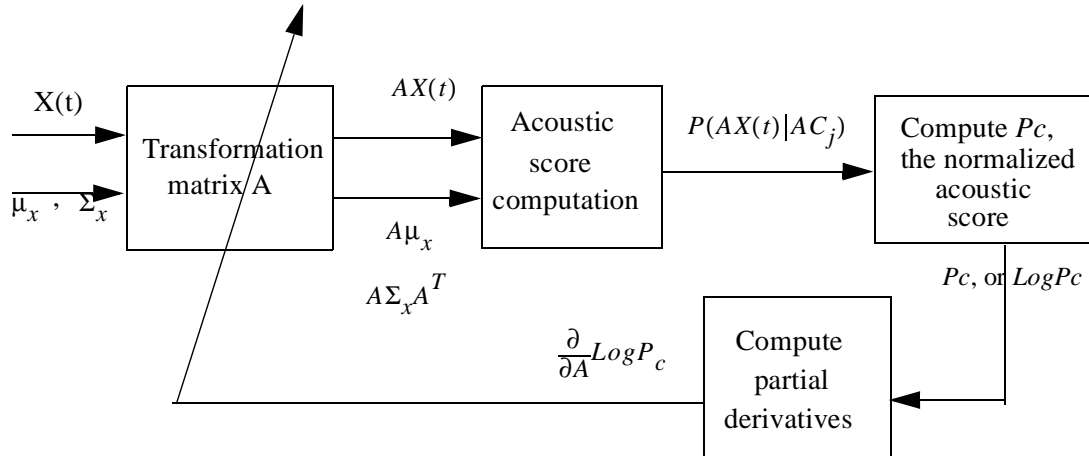 X(t)
μ_x , Σ_x
Transformation
matrix A
AX(t)
Aμ_x
AΣ_xA^T
Acoustic
score
computation
P(AX(t)|AC_j)
Compute Pc,
the normalized
acoustic
score
Pc, or LogPc
Compute
partial
derivatives
∂/∂A LogP_c